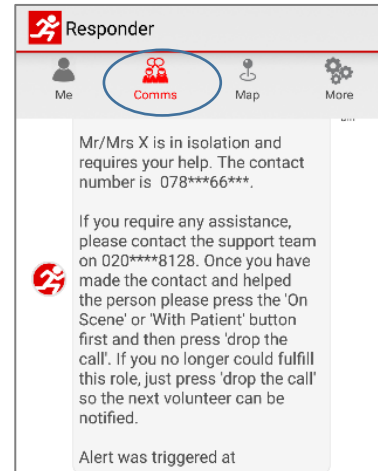 Responder
Me Comms Map More
Mr/Mrs X is in isolation and
requires your help. The contact
number is 078***66***.
If you require any assistance,
please contact the support team
on 020****8128. Once you have
made the contact and helped
the person please press the 'On
Scene' or 'With Patient' button
first and then press 'drop the
call'. If you no longer could fulfill
this role, just press 'drop the call'
so the next volunteer can be
notified.
Alert was triggered at